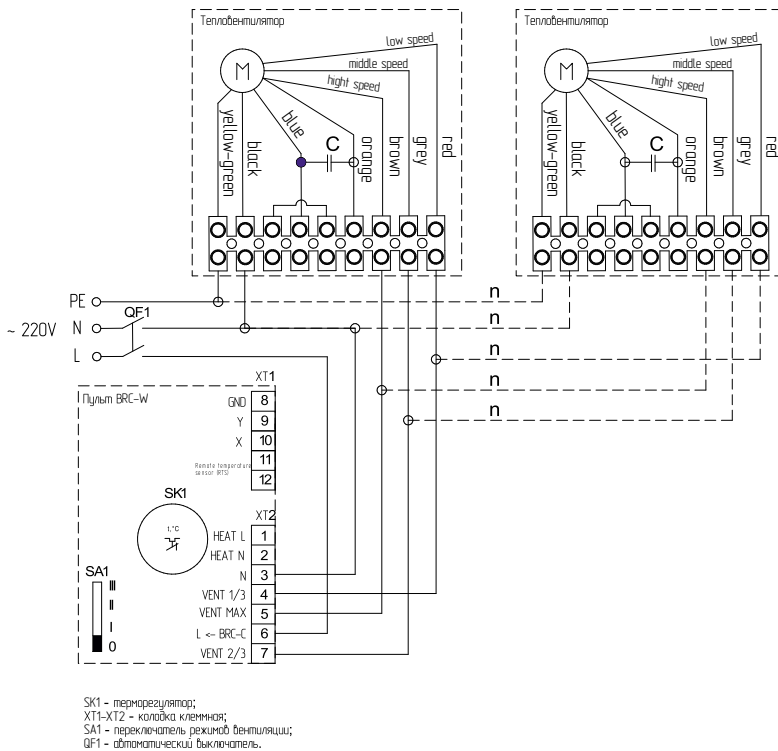 Тепловентилятор
low speed
middle speed
hight speed
M
yellow-green
black
blue
C
orange
brown
grey
red
Тепловентилятор
low speed
middle speed
hight speed
M
yellow-green
black
blue
C
orange
brown
grey
red
PE
n
QF1
~ 220V
N
n
L
n
n
n
XT1
Пульт BRC-W
GND 8
Y 9
X 10
11
Remote temperature
sensor (RTS)
12
SK1
t,°C
XT2
HEAT L 1
HEAT N 2
N 3
VENT 1/3 4
VENT MAX 5
L <- BRC-C 6
VENT 2/3 7
SA1
III
II
I
0
SK1 - терморегулятор;
XT1-XT2 - колодка клеммная;
SA1 - переключатель режимов вентиляции;
QF1 - автоматический выключатель.